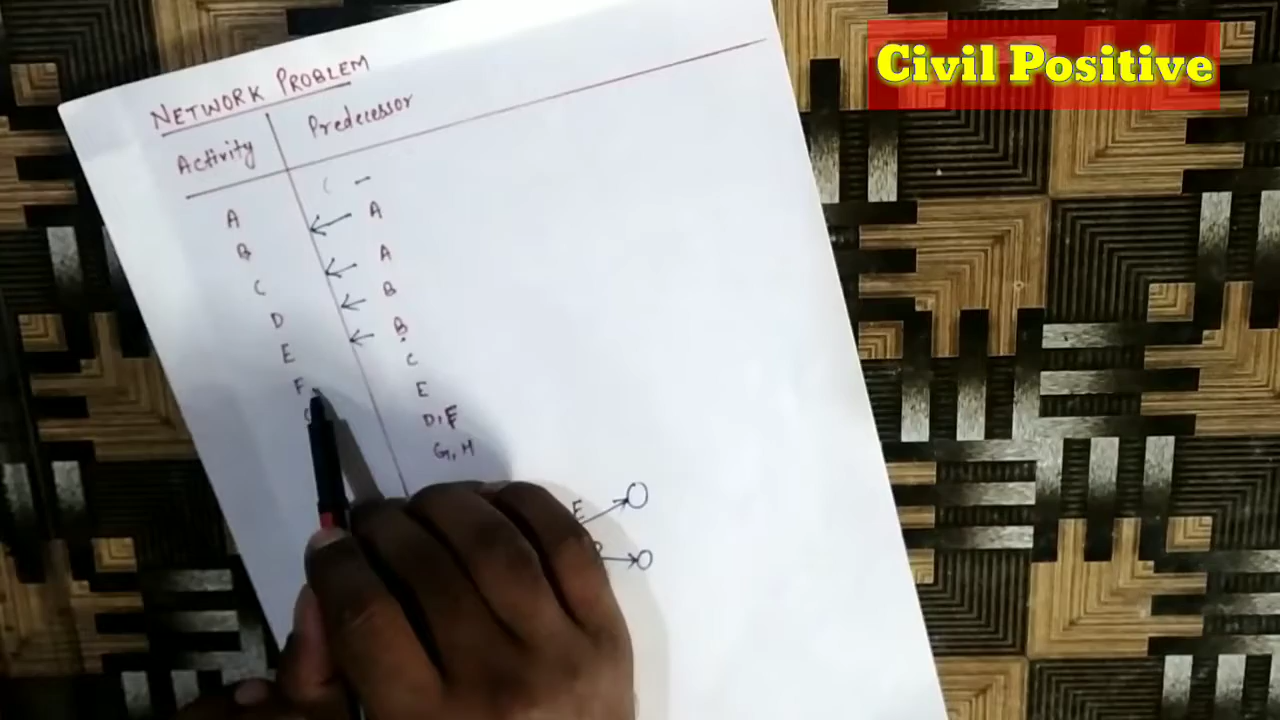 Civil Positive
NETWORK PROBLEM
Activity Predecessor
A -
B A
C A
D B
E B
F C
E
D, F
G, H
E